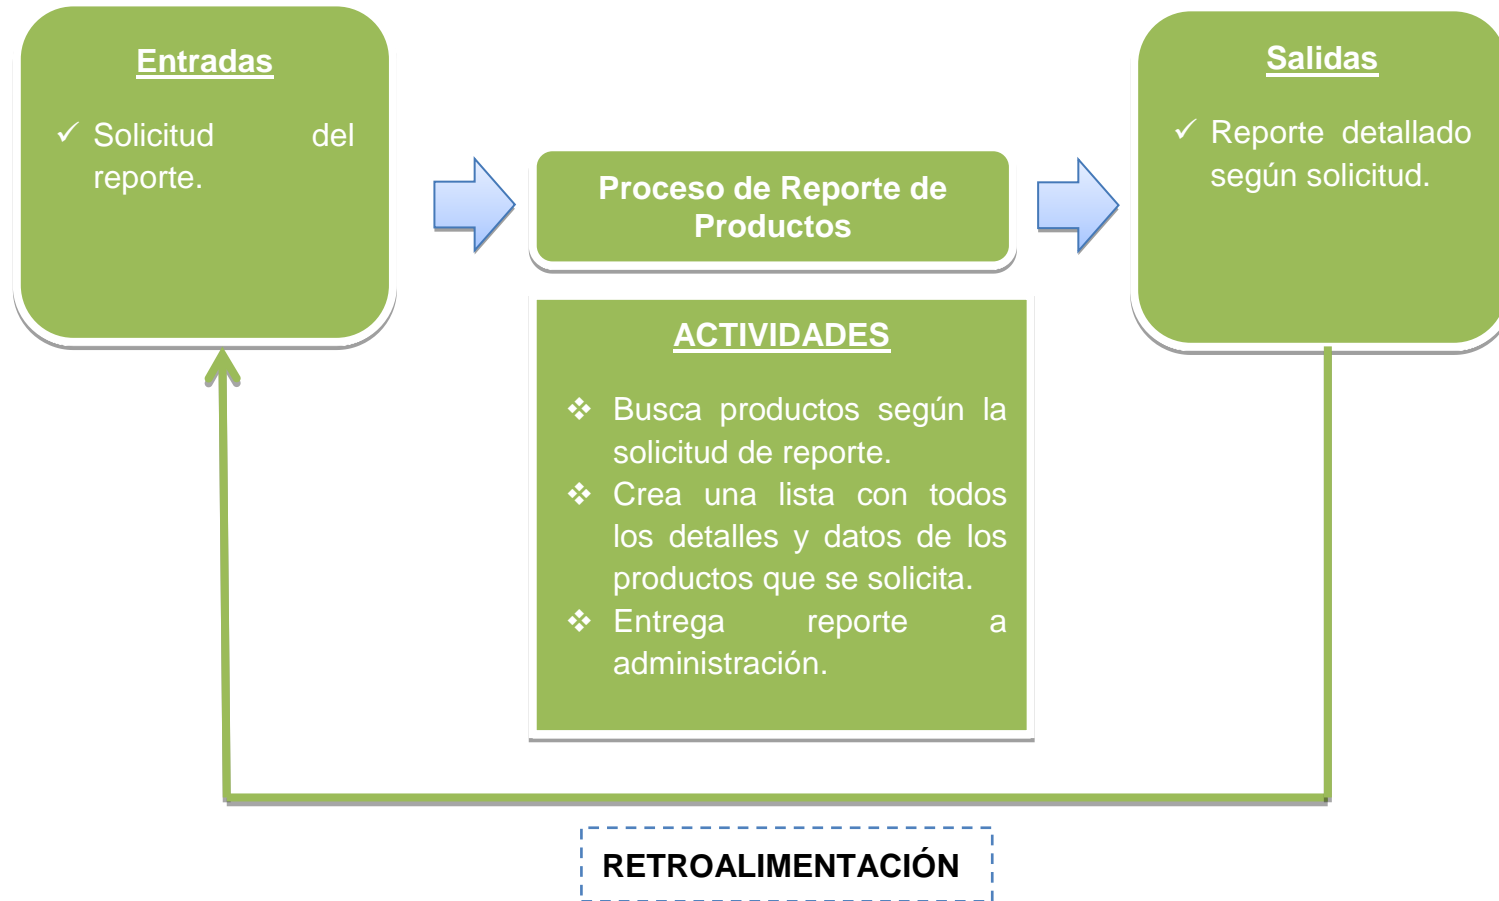 Entradas
✓ Solicitud del
reporte.
Proceso de Reporte de
Productos
ACTIVIDADES
❖ Busca productos según la
solicitud de reporte.
❖ Crea una lista con todos
los detalles y datos de los
productos que se solicita.
❖ Entrega reporte a
administración.
Salidas
✓ Reporte detallado
según solicitud.
RETROALIMENTACIÓN